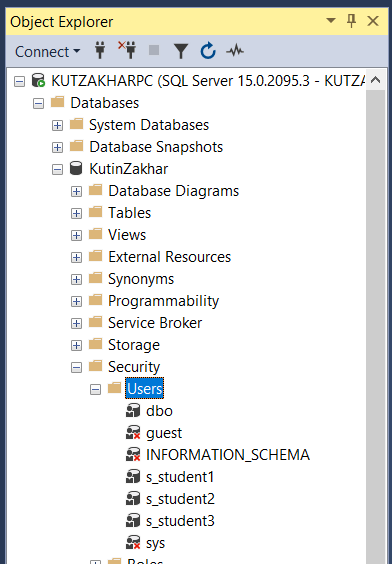 Object Explorer
Connect
KUTZAKHARPC (SQL Server 15.0.2095.3 - KUTZA
Databases
System Databases
Database Snapshots
KutinZakhar
Database Diagrams
Tables
Views
External Resources
Synonyms
Programmability
Service Broker
Storage
Security
Users
dbo
guest
INFORMATION_SCHEMA
s_student1
s_student2
s_student3
sys
Roles